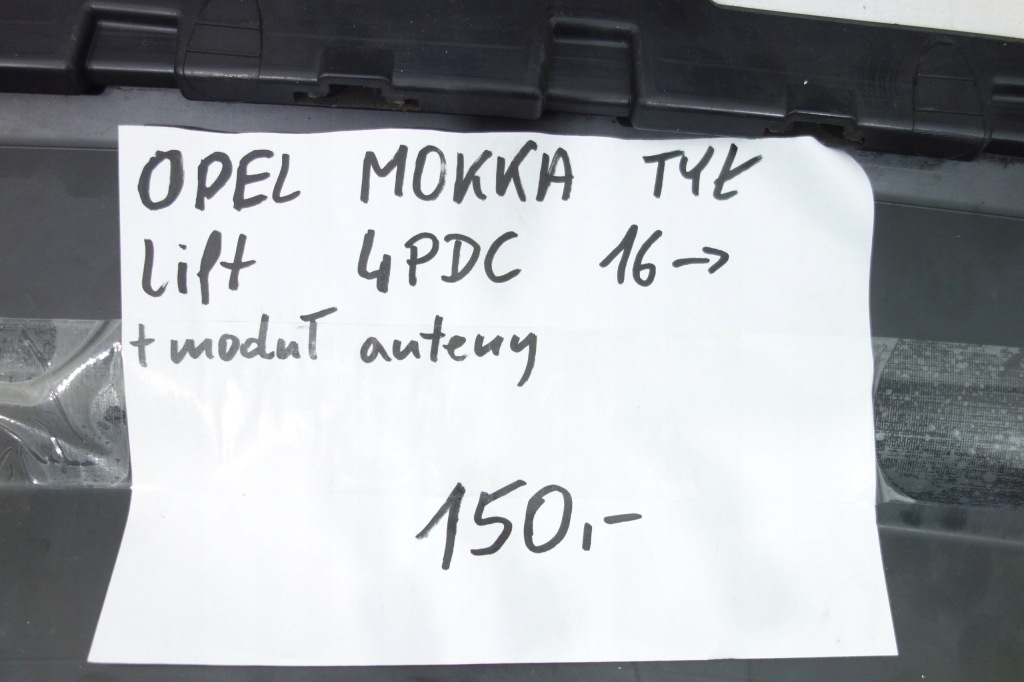 OPEL MOKKA TYŁ
Lift 4PDC 16→
+ moduł anteny
150,-